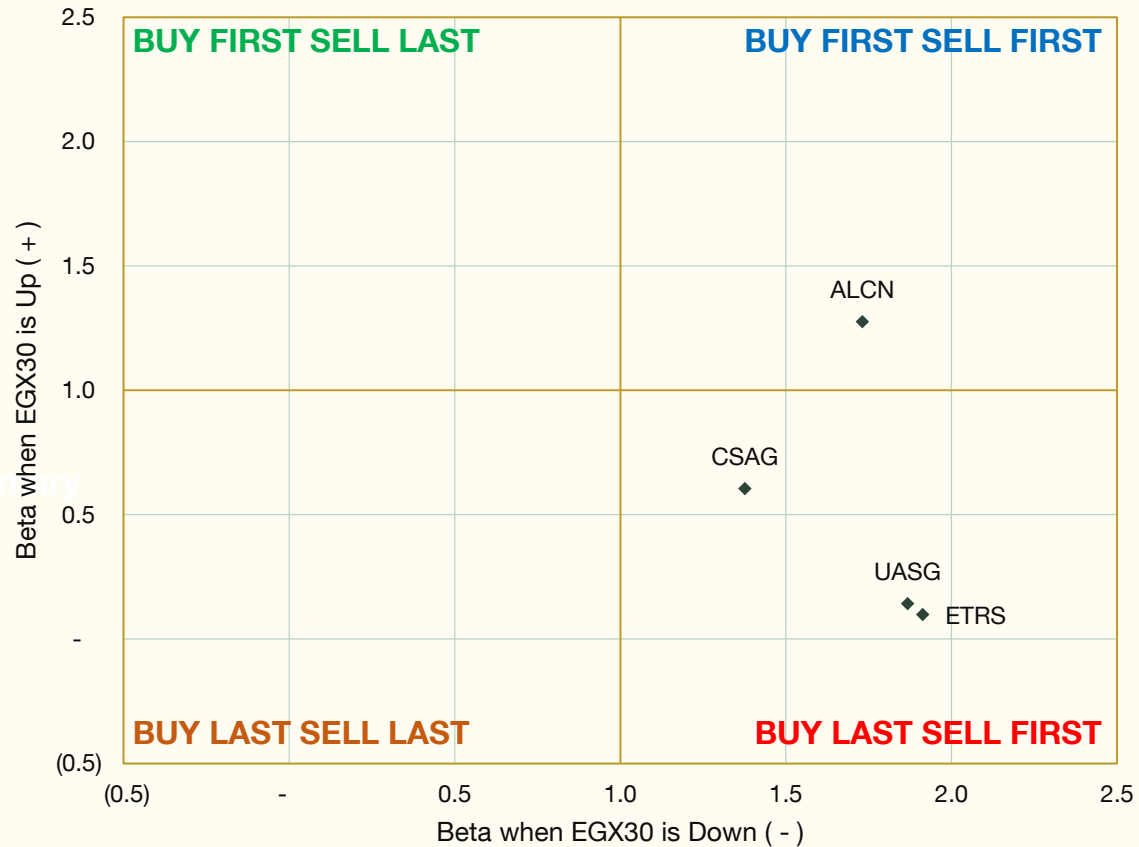 2.5
BUY FIRST SELL LAST
BUY FIRST SELL FIRST
2.0
Beta when EGX30 is Up ( + )
1.5
ALCN
1.0
CSAG
0.5
UASG
ETRS
-
BUY LAST SELL LAST
BUY LAST SELL FIRST
(0.5)
(0.5) - 0.5 1.0 1.5 2.0 2.5
Beta when EGX30 is Down ( - )